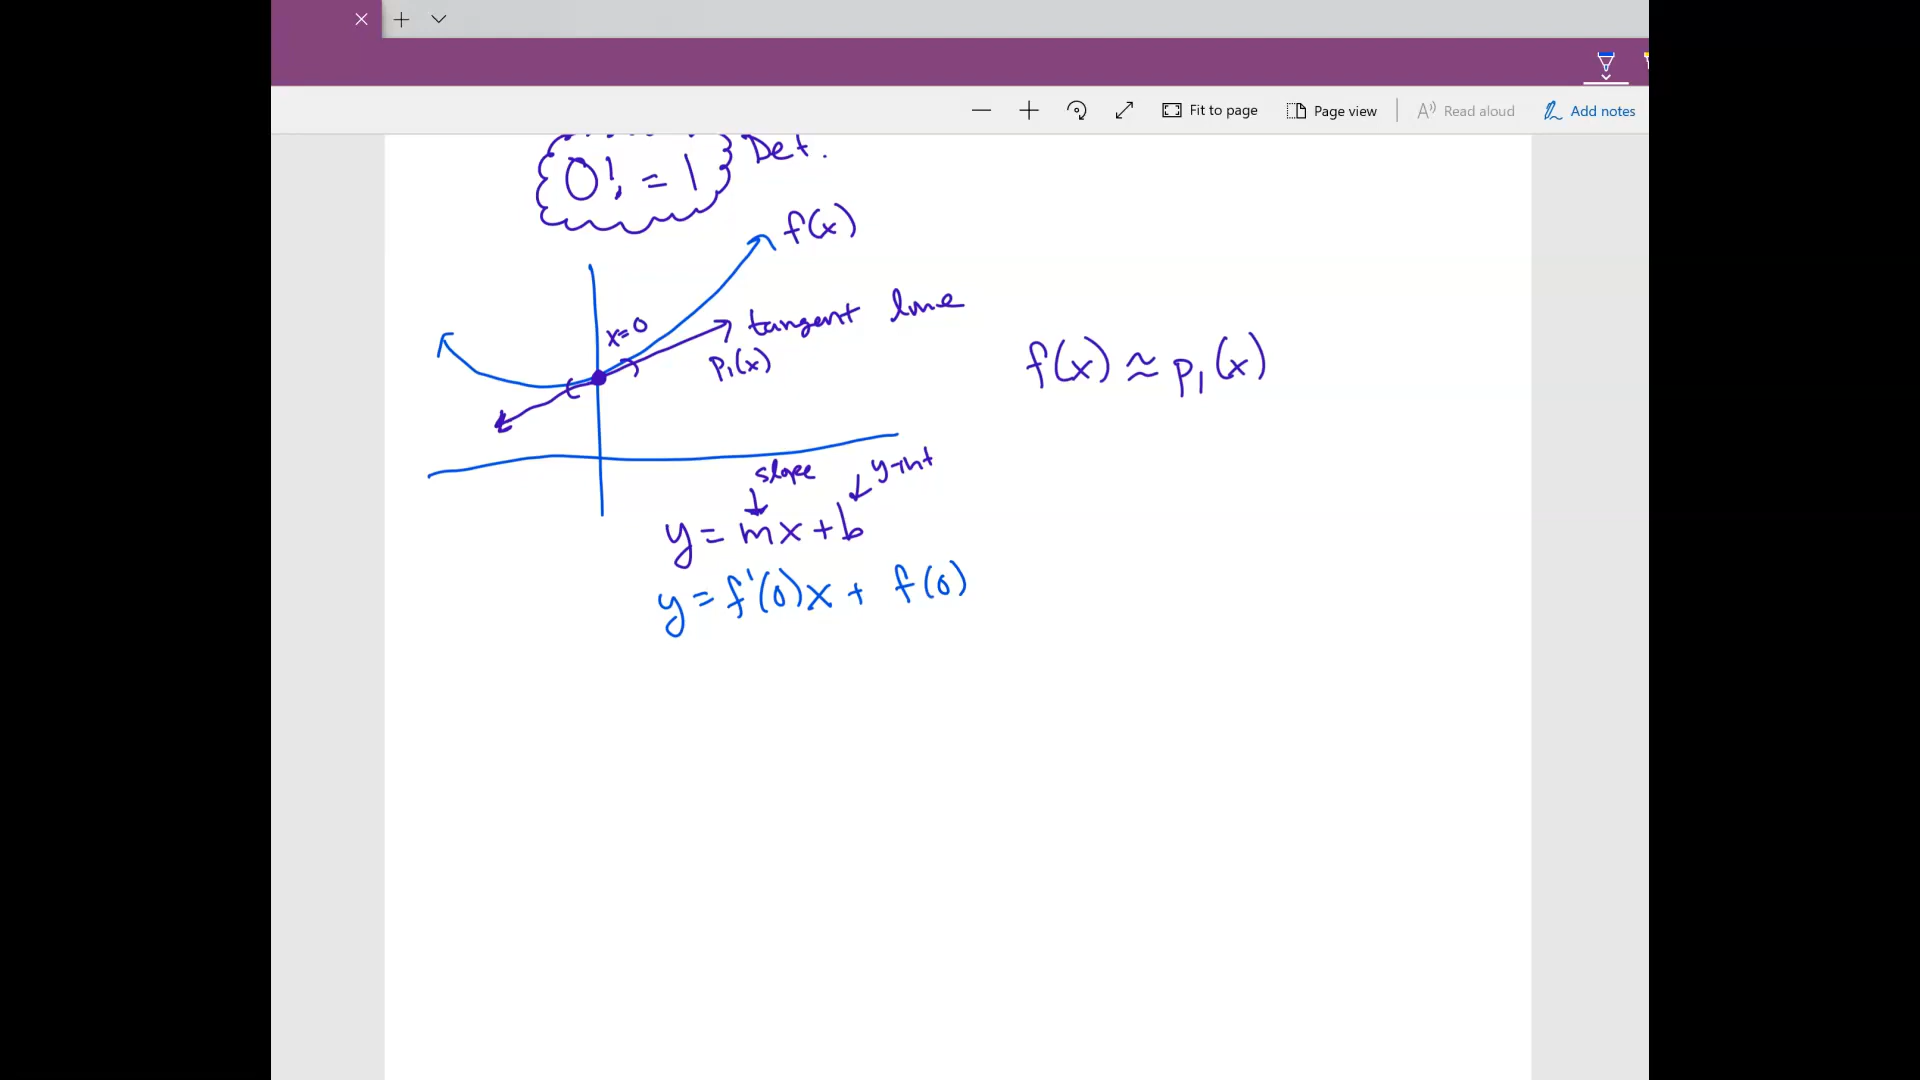 Fit to page
Page view
Read aloud
Add notes
0! = 1 Def.
f(x)
x=0
tangent line
p₁(x)
f(x) ≈ p₁(x)
slope
y-int
y = mx + b
y = f'(0)x + f(0)